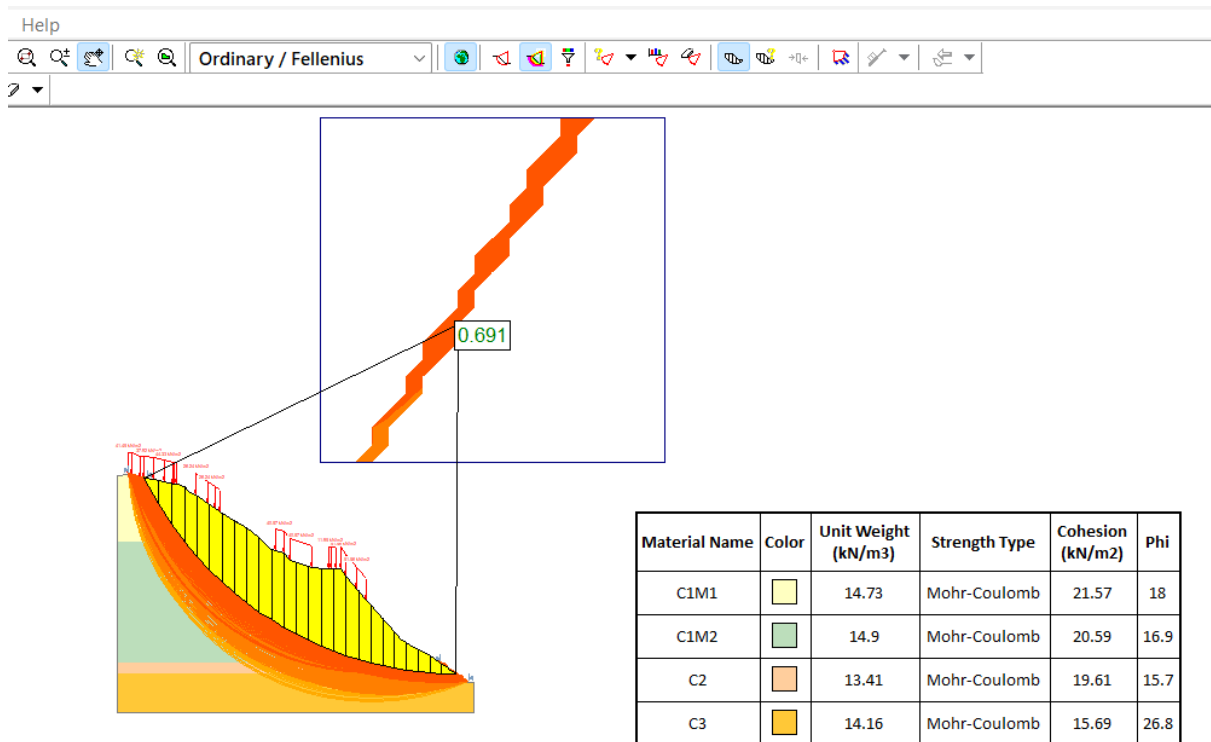 Help
Ordinary / Fellenius
0.691
Material Name Color Unit Weight (kN/m3) Strength Type Cohesion (kN/m2) Phi
C1M1 14.73 Mohr-Coulomb 21.57 18
C1M2 14.9 Mohr-Coulomb 20.59 16.9
C2 13.41 Mohr-Coulomb 19.61 15.7
C3 14.16 Mohr-Coulomb 15.69 26.8